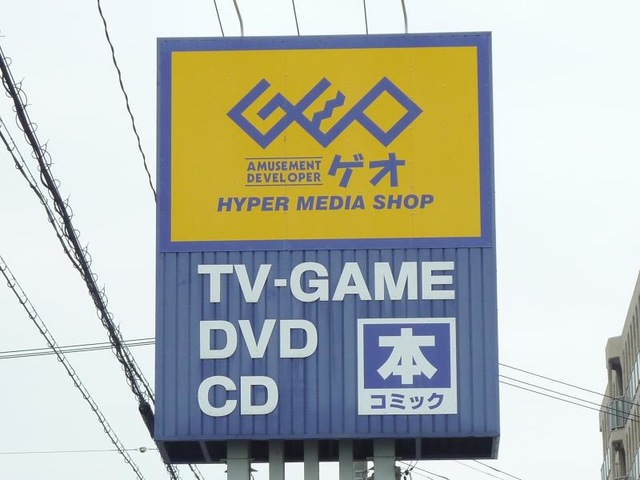 GEO
AMUSEMENT
DEVELOPER
ゲオ
HYPER MEDIA SHOP
TV-GAME
DVD
CD
本
コミック